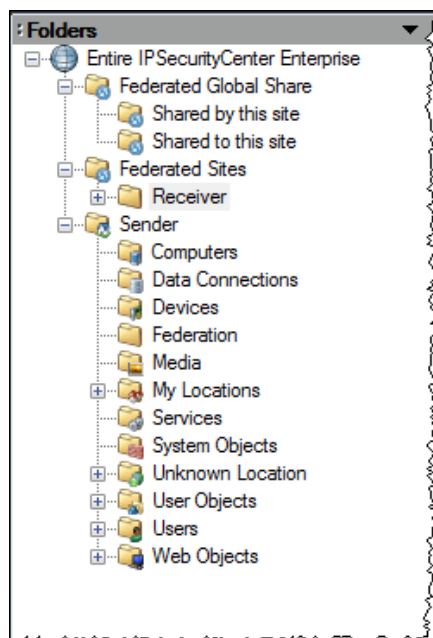 Folders
Entire IPSecurityCenter Enterprise
Federated Global Share
Shared by this site
Shared to this site
Federated Sites
Receiver
Sender
Computers
Data Connections
Devices
Federation
Media
My Locations
Services
System Objects
Unknown Location
User Objects
Users
Web Objects